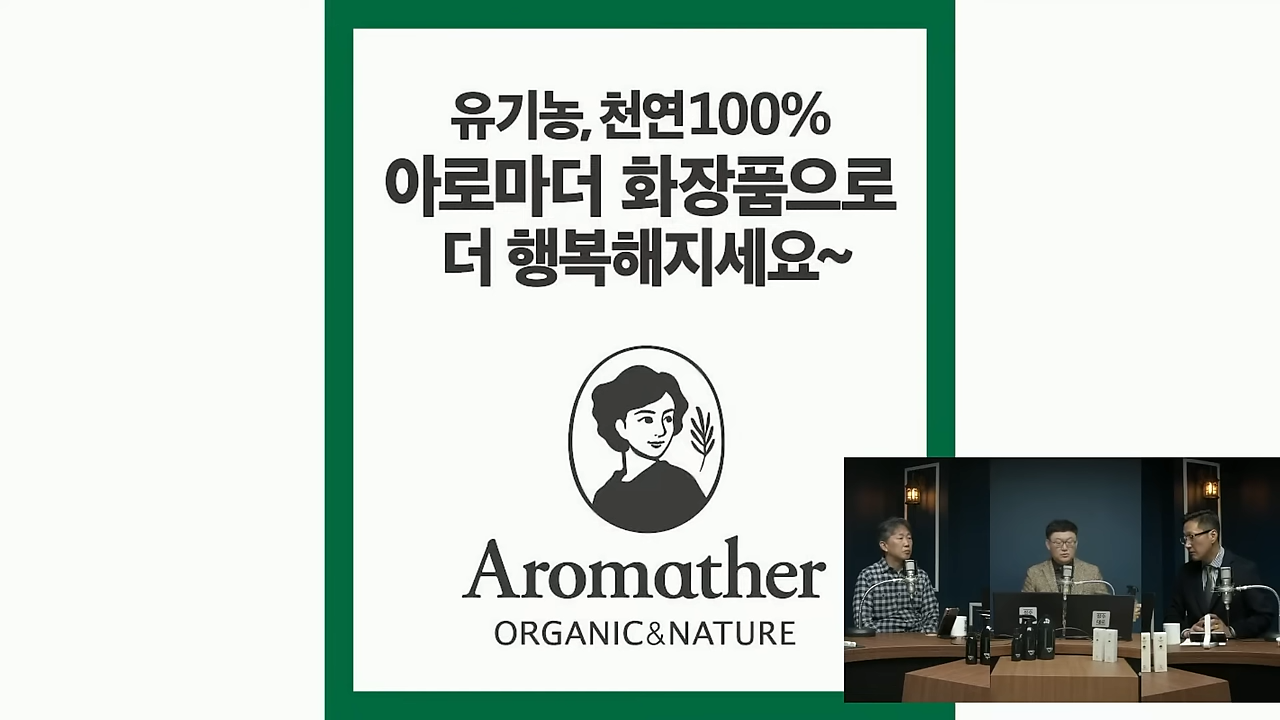 유기농, 천연100%
아로마더 화장품으로
더 행복해지세요~
Aromather
ORGANIC&NATURE